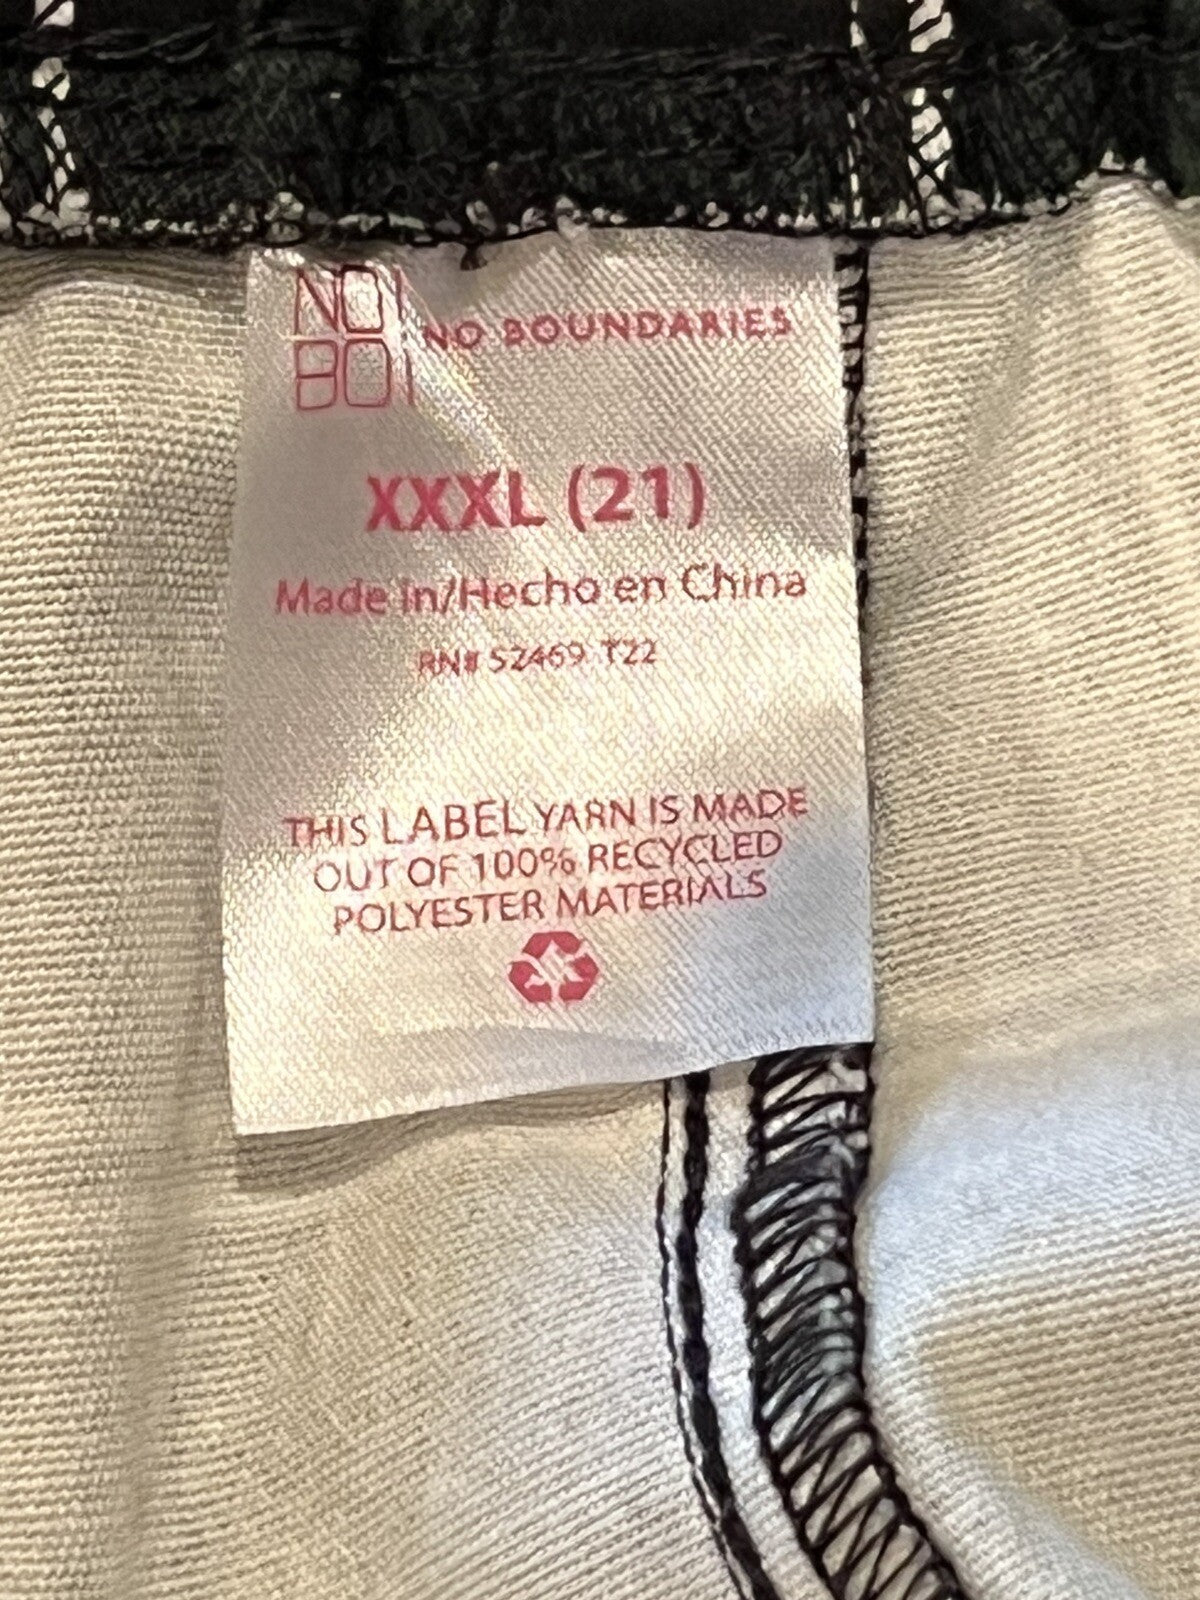 NO!
BO!
NO BOUNDARIES
XXXL (21)
Made in/Hecho en China
RN# 52469 T22
THIS LABEL YARN IS MADE
OUT OF 100% RECYCLED
POLYESTER MATERIALS